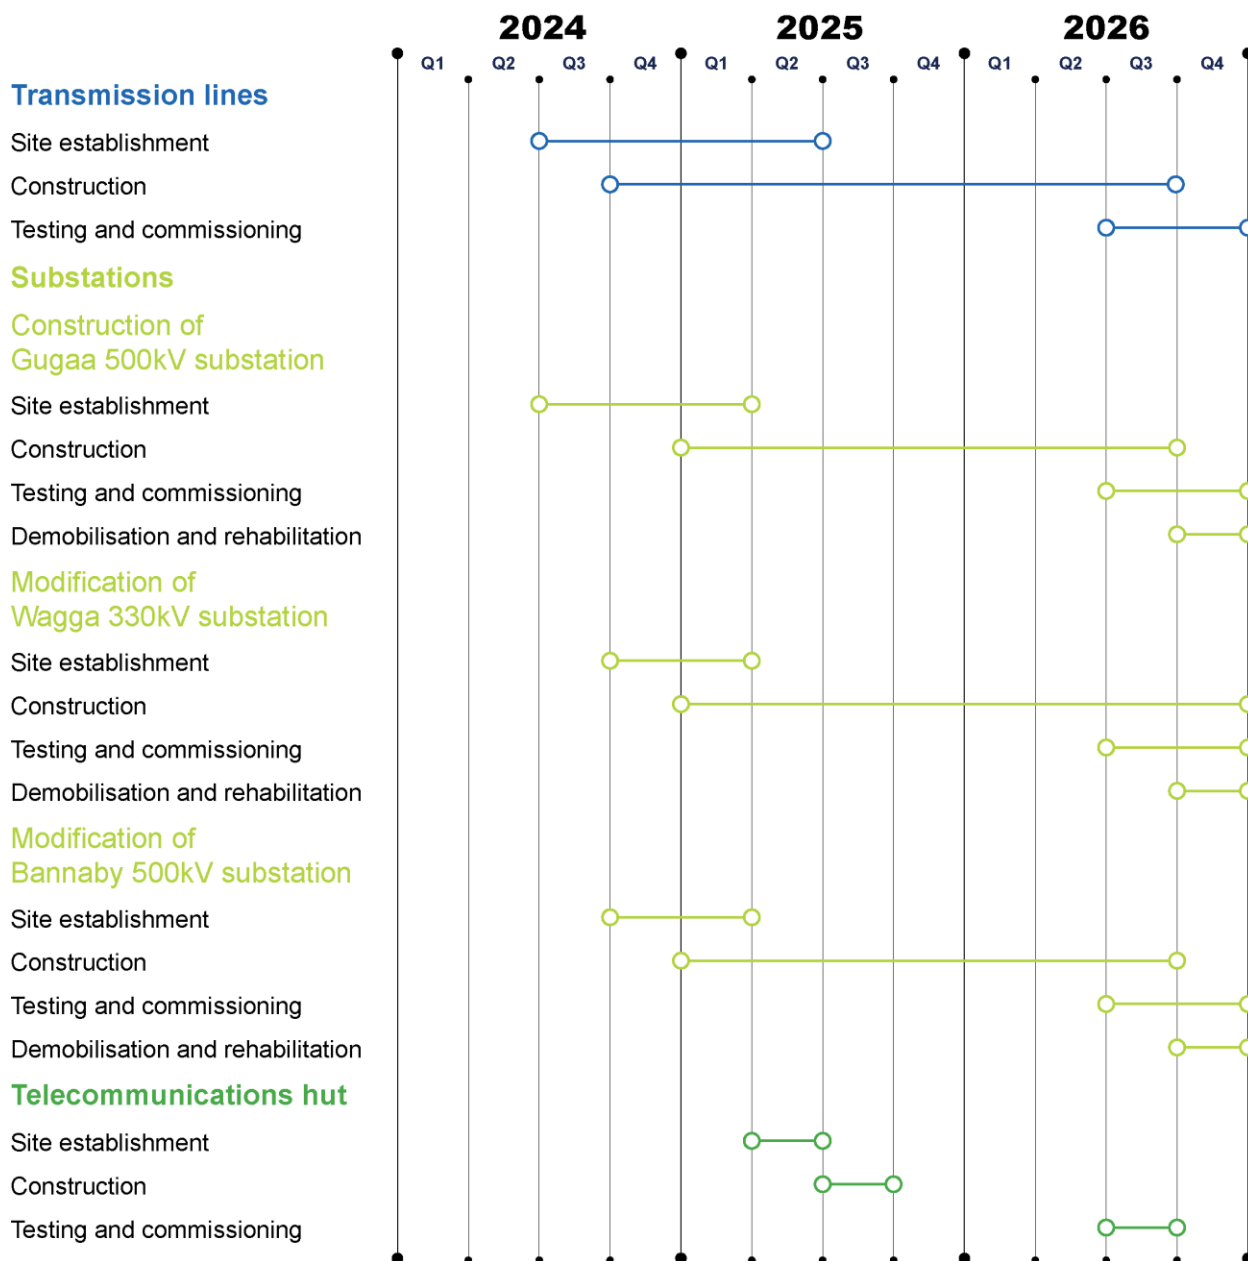 2024 2025 2026
Q1 Q2 Q3 Q4 Q1 Q2 Q3 Q4 Q1 Q2 Q3 Q4
Transmission lines
Site establishment
Construction
Testing and commissioning
Substations
Construction of
Gugaa 500kV substation
Site establishment
Construction
Testing and commissioning
Demobilisation and rehabilitation
Modification of
Wagga 330kV substation
Site establishment
Construction
Testing and commissioning
Demobilisation and rehabilitation
Modification of
Bannaby 500kV substation
Site establishment
Construction
Testing and commissioning
Demobilisation and rehabilitation
Telecommunications hut
Site establishment
Construction
Testing and commissioning